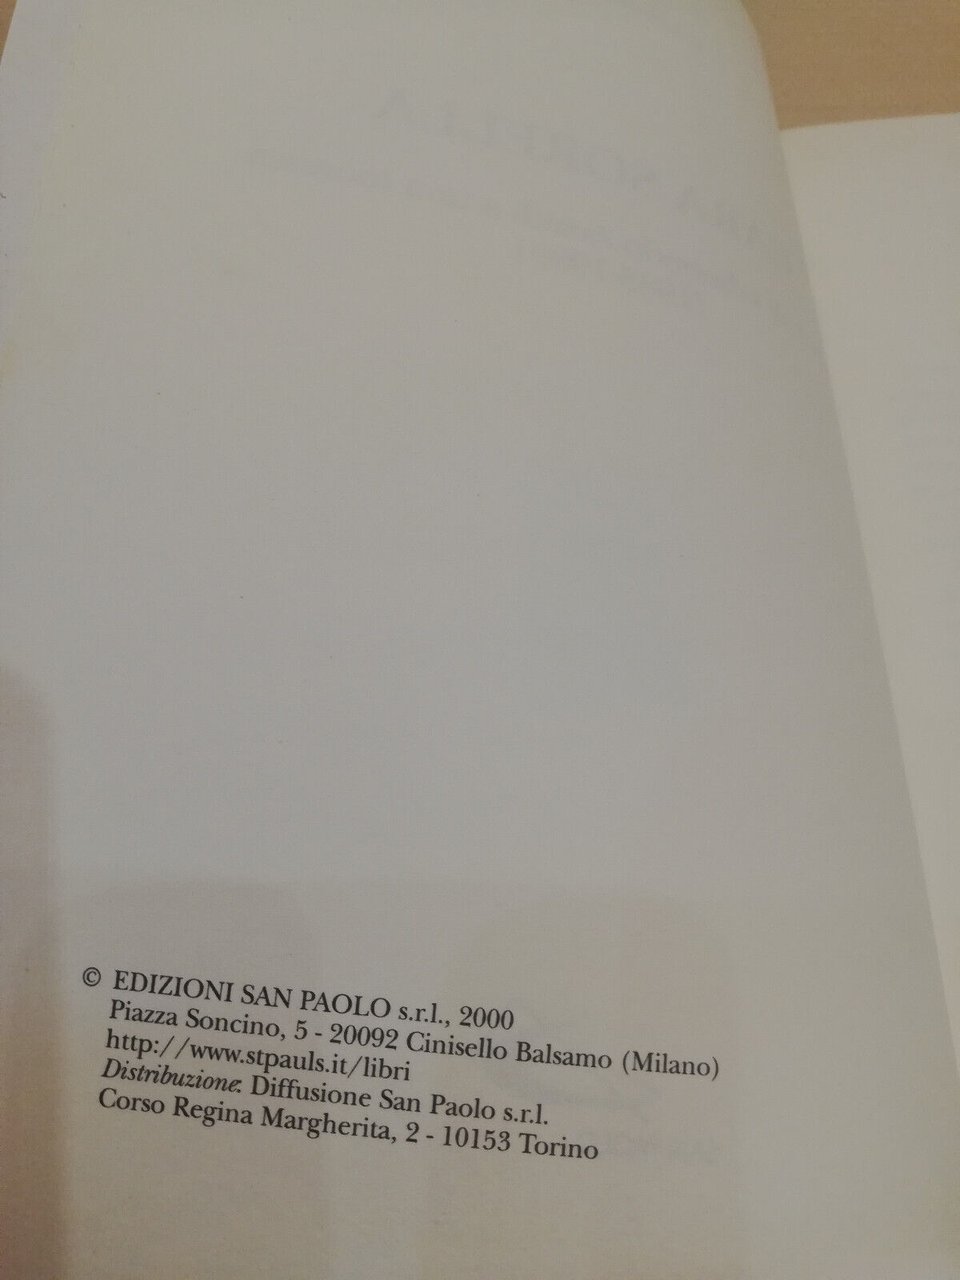 © EDIZIONI SAN PAOLO s.r.l., 2000
Piazza Soncino, 5 - 20092 Cinisello Balsamo (Milano)
http://www.stpauls.it/libri
Distribuzione: Diffusione San Paolo s.r.l.
Corso Regina Margherita, 2 - 10153 Torino